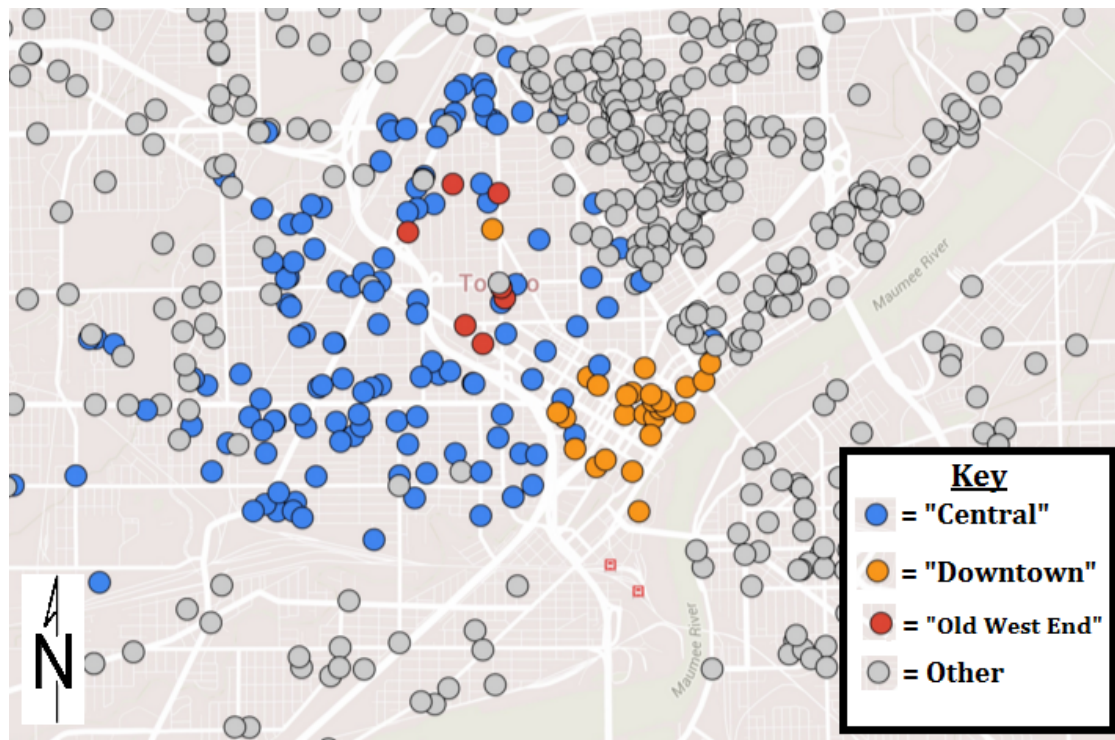 Maumee River
Key
= "Central"
= "Downtown"
= "Old West End"
= Other
N
Maumee River